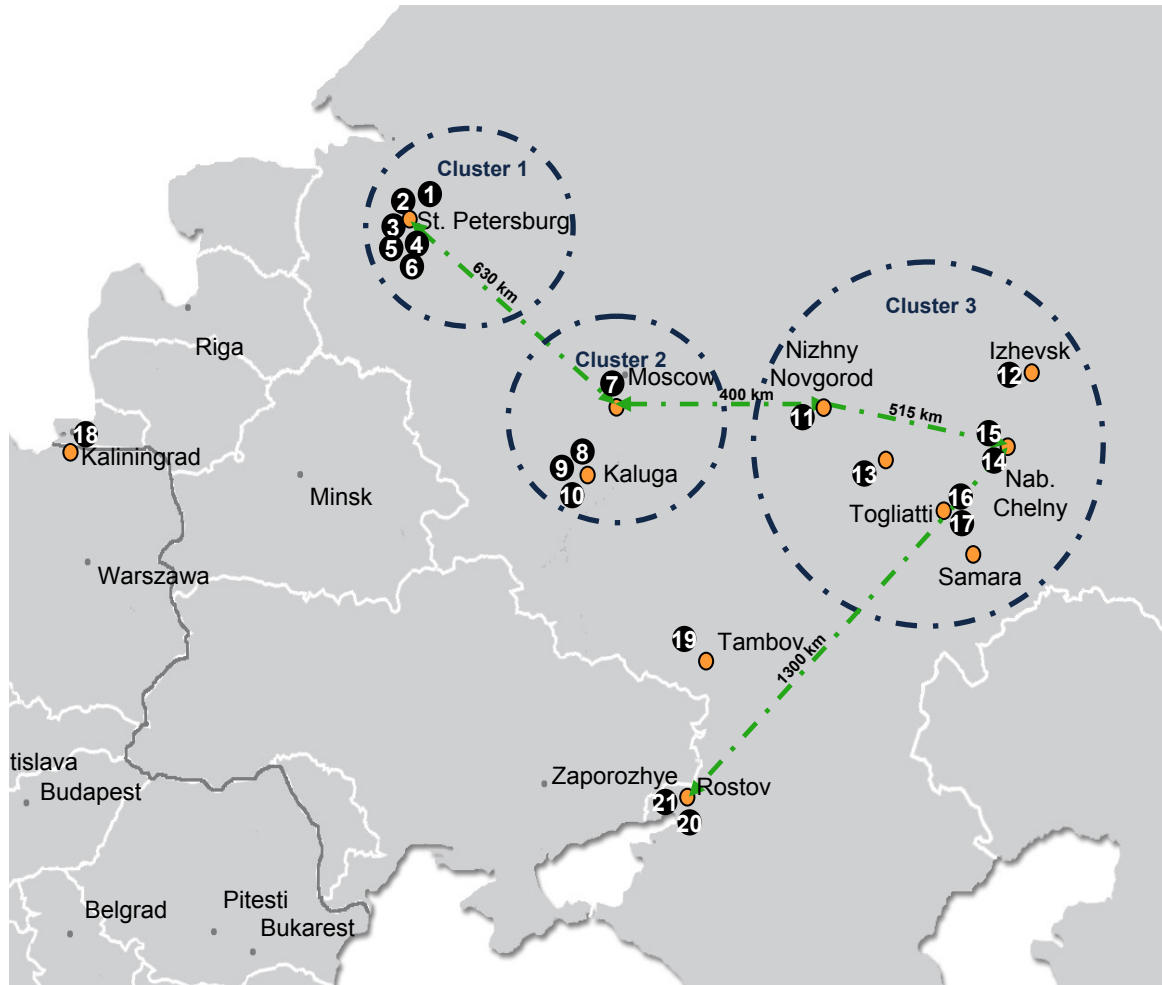 Cluster 1
1
2
St. Petersburg
3
4
5
6
630 km
Cluster 3
Cluster 2
7
Moscow
400 km
Nizhny
Novgorod
11
515 km
Izhevsk
12
Riga
18
Kaliningrad
8
9
Kaluga
10
13
15
14
Nab.
Chelny
Minsk
16
Togliatti
17
Samara
Warszawa
19
Tambov
1300 km
tislava
Budapest
Zaporozhye
Rostov
21
20
Belgrad
Pitesti
Bukarest